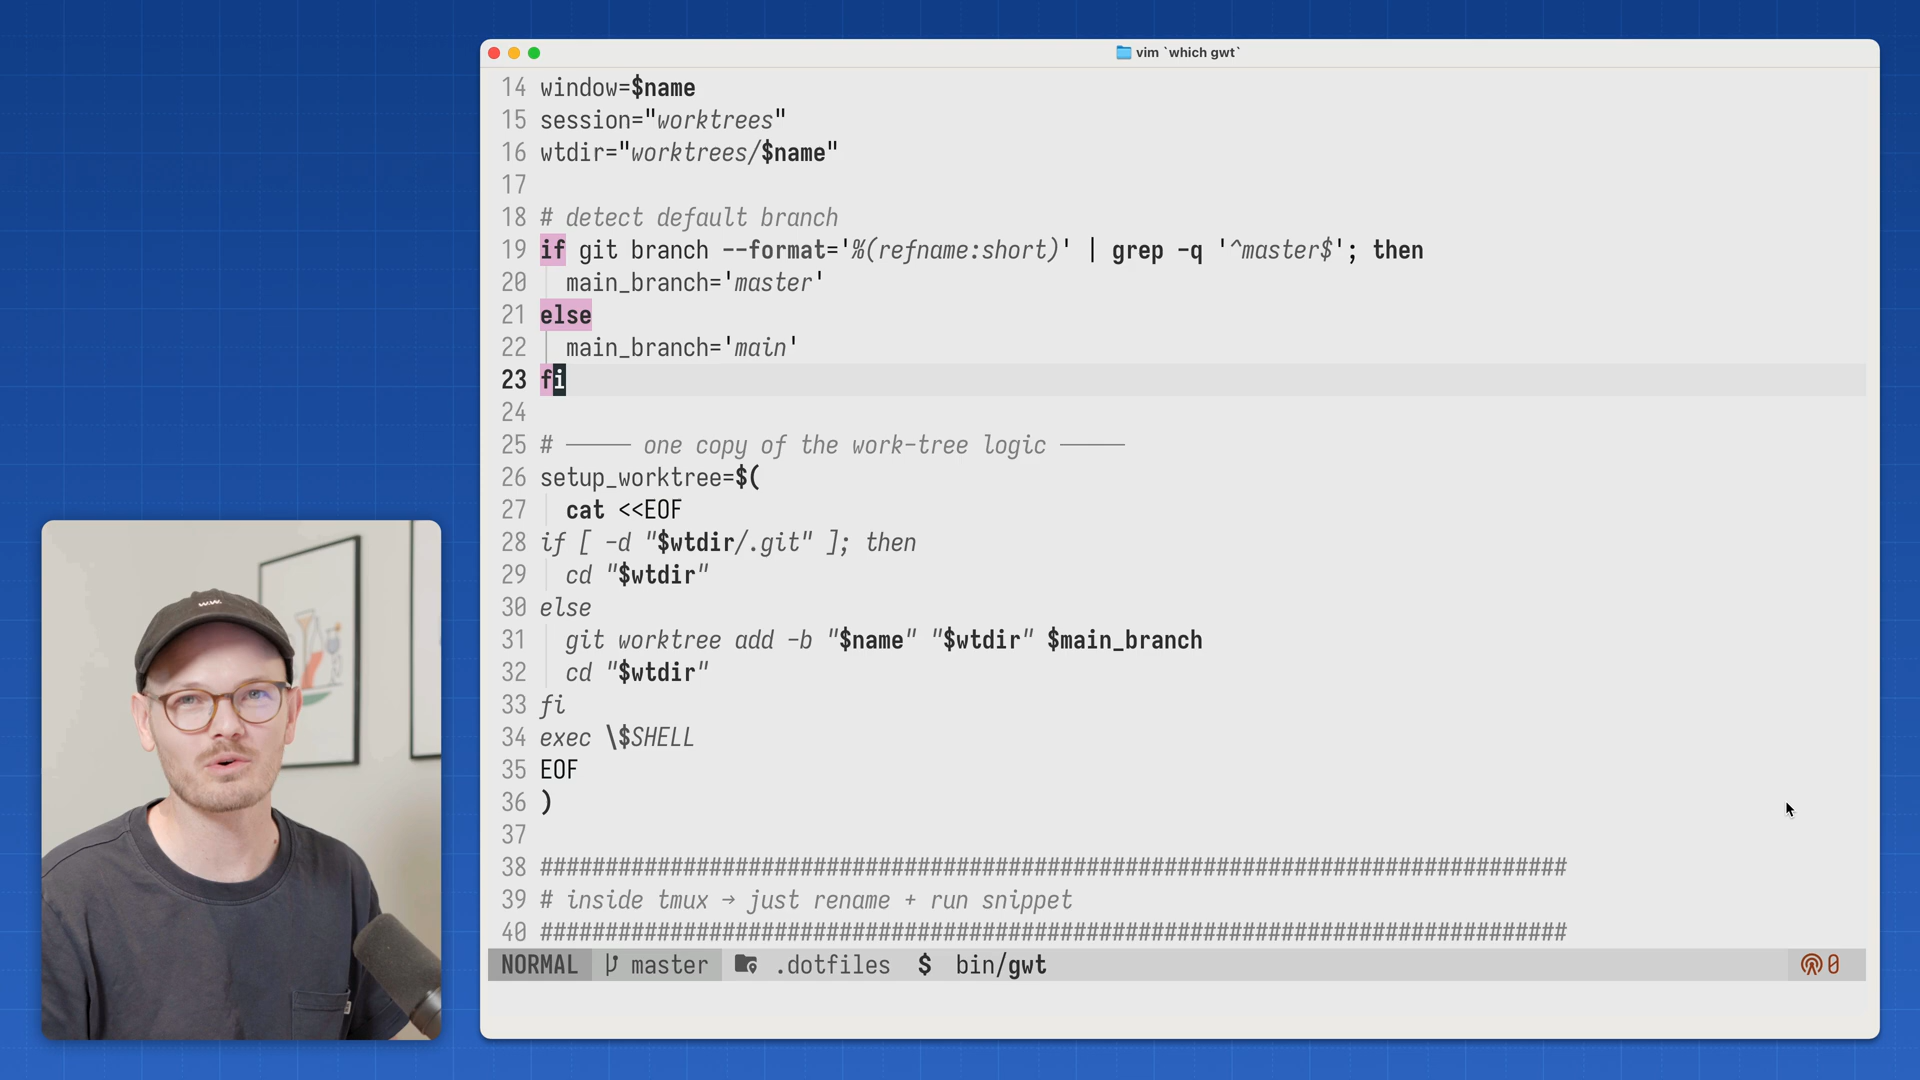 vim `which gwt`
14 window=$name
15 session="worktrees"
16 wtdir="worktrees/$name"
17
18 # detect default branch
19 if git branch --format='%(refname:short)' | grep -q '^master$'; then
20   main_branch='master'
21 else
22   main_branch='main'
23 fi
24
25 # ───── one copy of the work-tree logic ─────
26 setup_worktree=$(
27   cat <<EOF
28 if [ -d "$wtdir/.git" ]; then
29   cd "$wtdir"
30 else
31   git worktree add -b "$name" "$wtdir" $main_branch
32   cd "$wtdir"
33 fi
34 exec \$SHELL
35 EOF
36 )
37
38 ###############################################################################
39 # inside tmux → just rename + run snippet
40 ###############################################################################
NORMAL master .dotfiles $ bin/gwt 0
w.w.